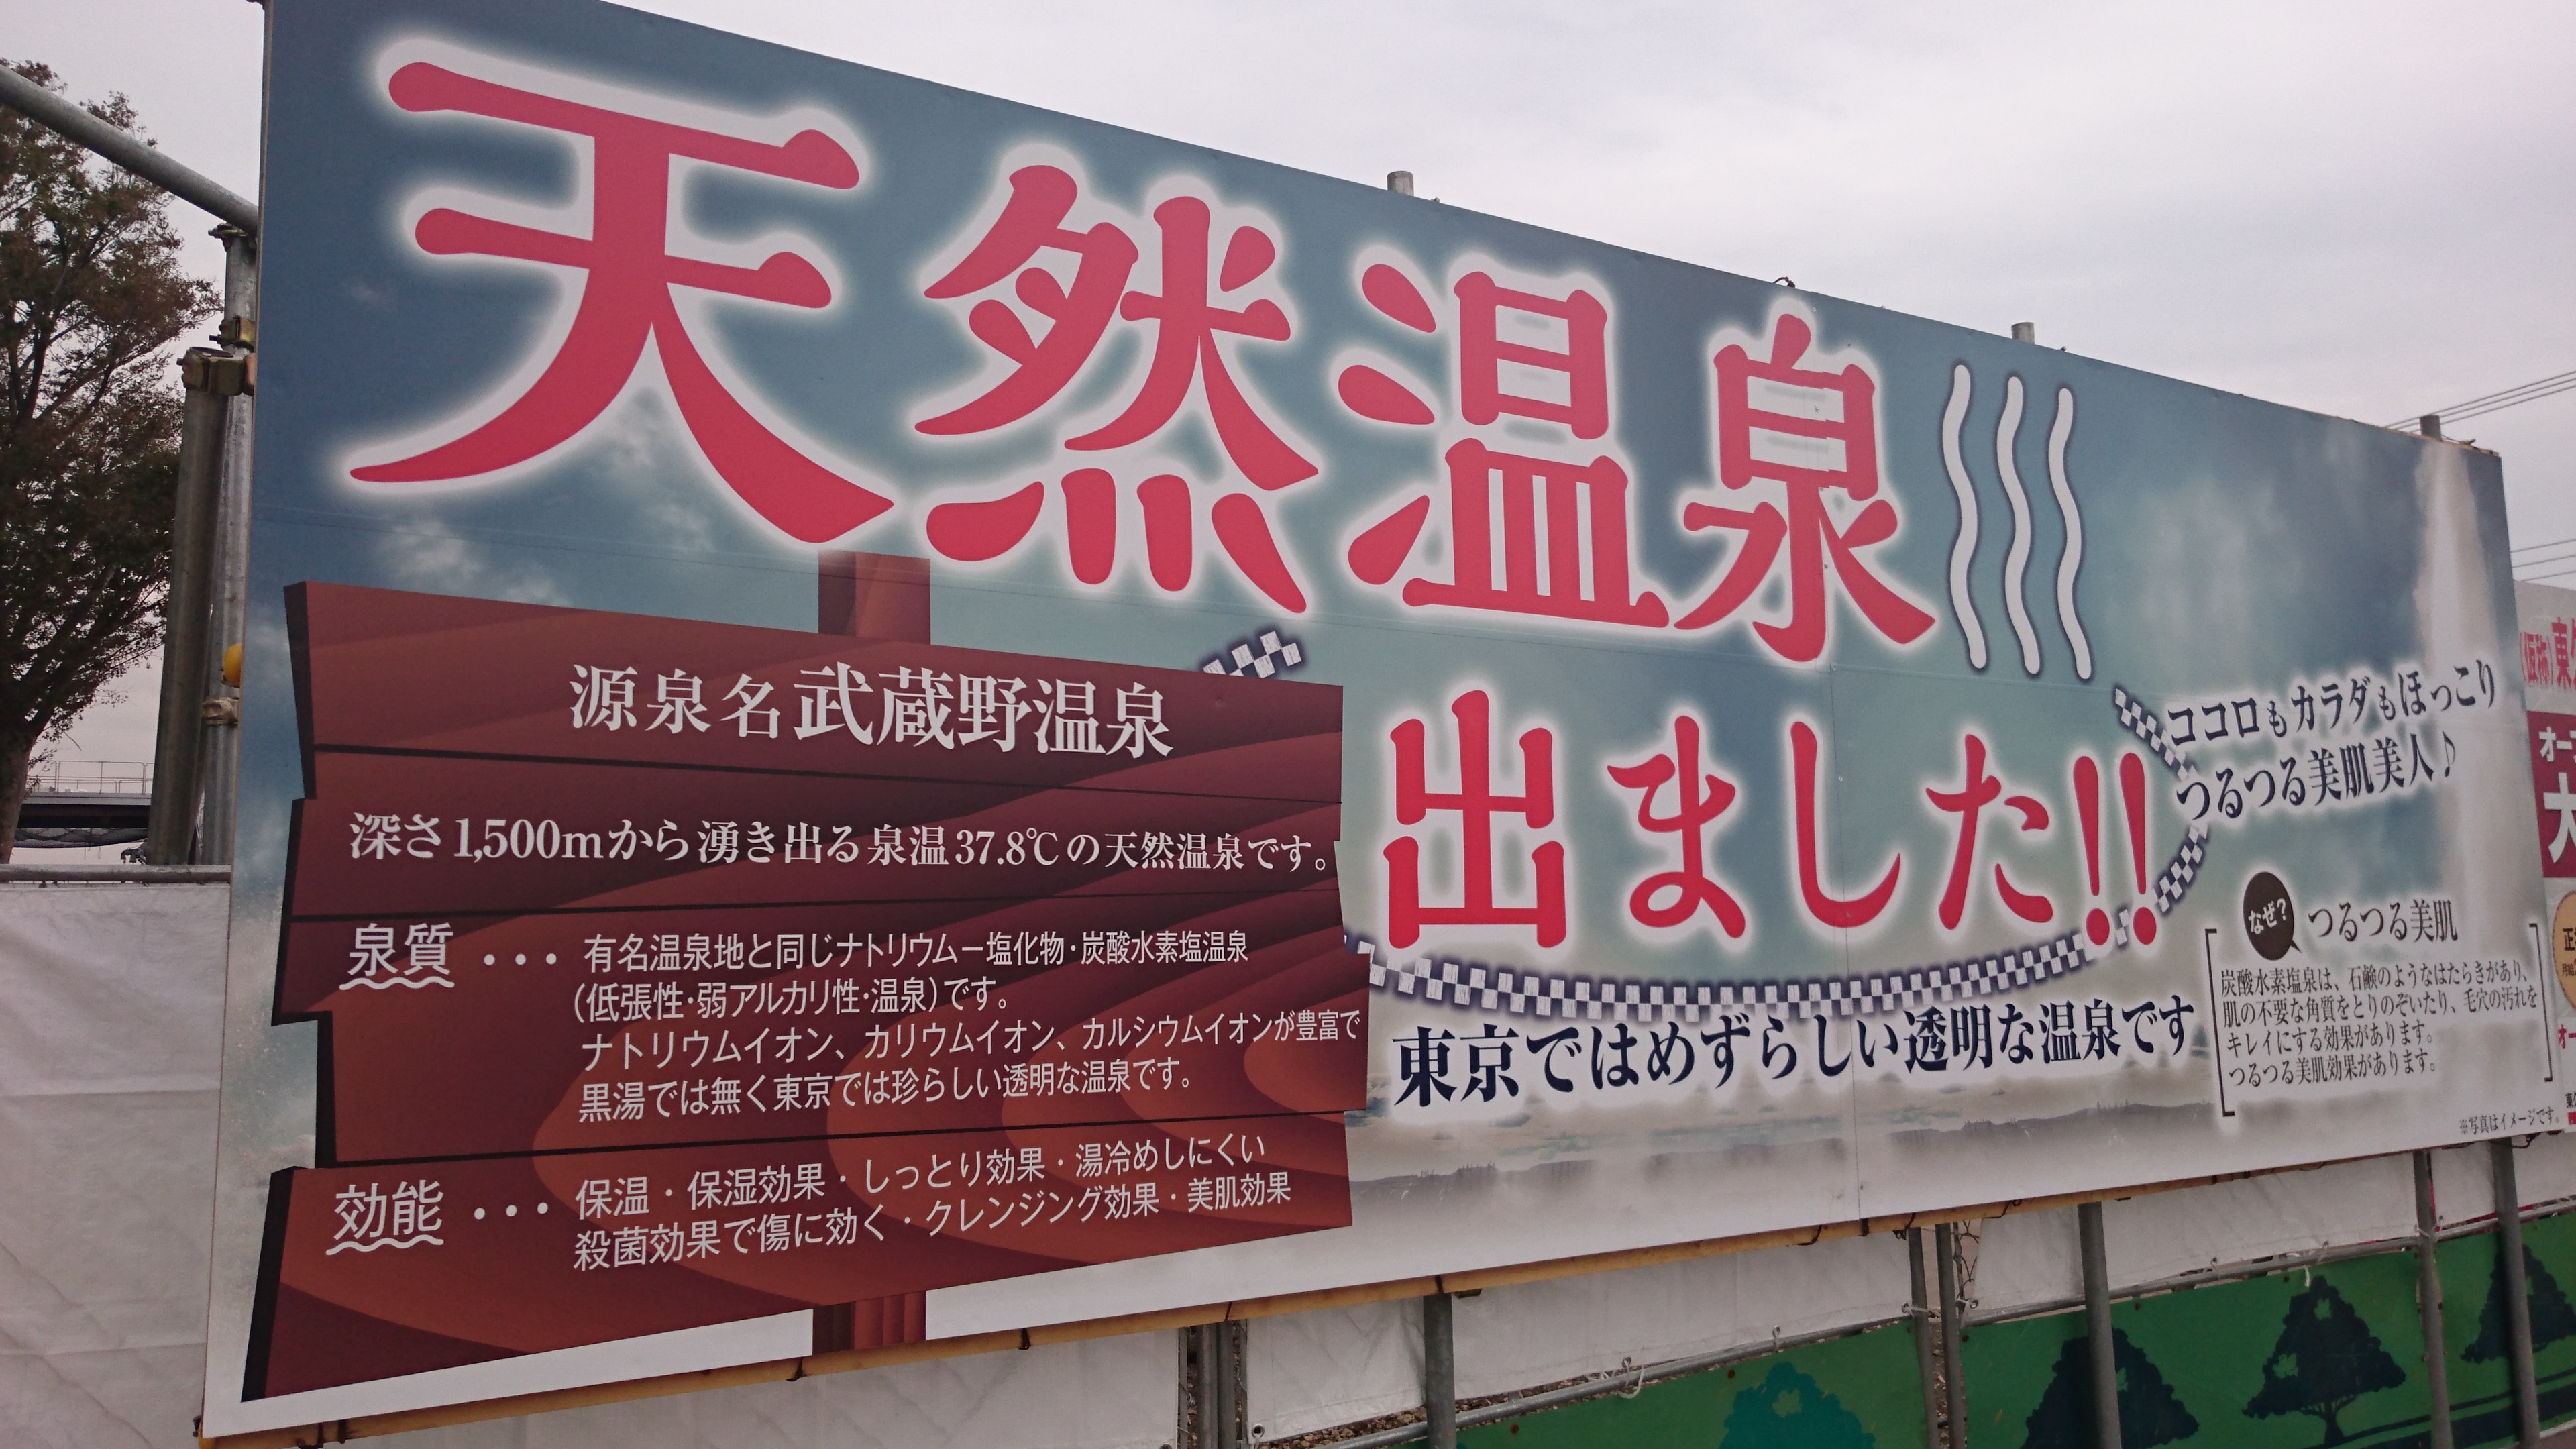 天然温泉
出ました!!
ココロもカラダもほっこり
つるつる美肌美人♪
東京ではめずらしい透明な温泉です
源泉名武蔵野温泉
深さ1,500mから湧き出る泉温37.8℃の天然温泉です。
泉質・・・有名温泉地と同じナトリウムー塩化物・炭酸水素塩温泉
(低張性・弱アルカリ性・温泉)です。
ナトリウムイオン、カリウムイオン、カルシウムイオンが豊富で
黒湯では無く東京では珍らしい透明な温泉です。
効能・・・保温・保湿効果・しっとり効果・湯冷めしにくい
殺菌効果で傷に効く・クレンジング効果・美肌効果
なぜ?つるつる美肌
炭酸水素塩泉は、石鹸のようなはたらきがあり、
肌の不要な角質をとりのぞいたり、毛穴の汚れを
キレイにする効果があります。
つるつる美肌効果があります。
※写真はイメージです。
(仮称)東
オー